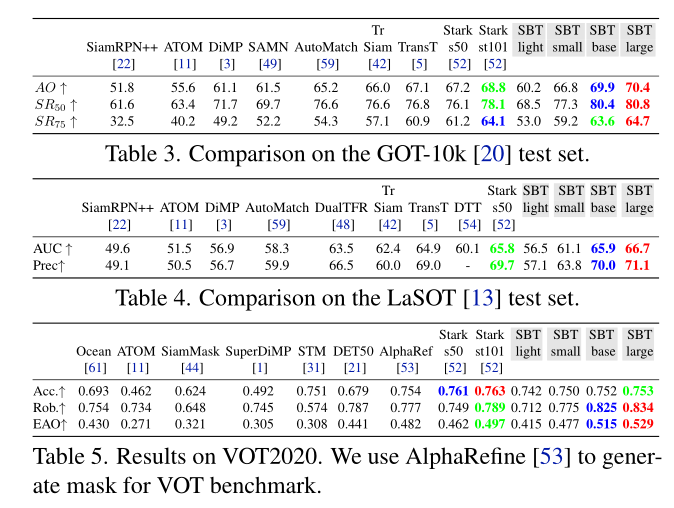 Tr Stark Stark SBT SBT SBT SBT
SiamRPN++ ATOM DiMP SAMN AutoMatch Siam TransT s50 st101 light small base large
[22] [11] [3] [49] [59] [42] [5] [52] [52]
AO ↑ 51.8 55.6 61.1 61.5 65.2 66.0 67.1 67.2 68.8 60.2 66.8 69.9 70.4
SR50 ↑ 61.6 63.4 71.7 69.7 76.6 76.6 76.8 76.1 78.1 68.5 77.3 80.4 80.8
SR75 ↑ 32.5 40.2 49.2 52.2 54.3 57.1 60.9 61.2 64.1 53.0 59.2 63.6 64.7
Table 3. Comparison on the GOT-10k [20] test set.
Tr Stark SBT SBT SBT SBT
SiamRPN++ ATOM DiMP AutoMatch DualTFR Siam TransT DTT s50 light small base large
[22] [11] [3] [59] [48] [42] [5] [54] [52]
AUC ↑ 49.6 51.5 56.9 58.3 63.5 62.4 64.9 60.1 65.8 56.5 61.1 65.9 66.7
Prec↑ 49.1 50.5 56.7 59.9 66.5 60.0 69.0 - 69.7 57.1 63.8 70.0 71.1
Table 4. Comparison on the LaSOT [13] test set.
Stark Stark SBT SBT SBT SBT
Ocean ATOM SiamMask SuperDiMP STM DET50 AlphaRef s50 st101 light small base large
[61] [11] [44] [1] [31] [21] [53] [52] [52]
Acc.↑ 0.693 0.462 0.624 0.492 0.751 0.679 0.754 0.761 0.763 0.742 0.750 0.752 0.753
Rob.↑ 0.754 0.734 0.648 0.745 0.574 0.787 0.777 0.749 0.789 0.712 0.775 0.825 0.834
EAO↑ 0.430 0.271 0.321 0.305 0.308 0.441 0.482 0.462 0.497 0.415 0.477 0.515 0.529
Table 5. Results on VOT2020. We use AlphaRefine [53] to gener-
ate mask for VOT benchmark.